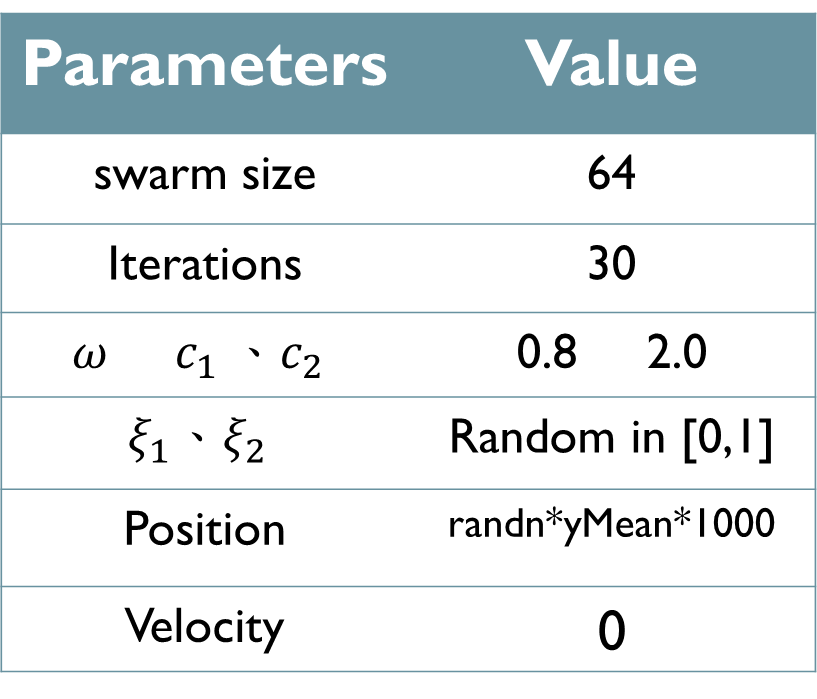 Parameters Value
swarm size 64
Iterations 30
ω c₁、c₂ 0.8 2.0
ξ₁、ξ₂ Random in [0,1]
Position randn*yMean*1000
Velocity 0